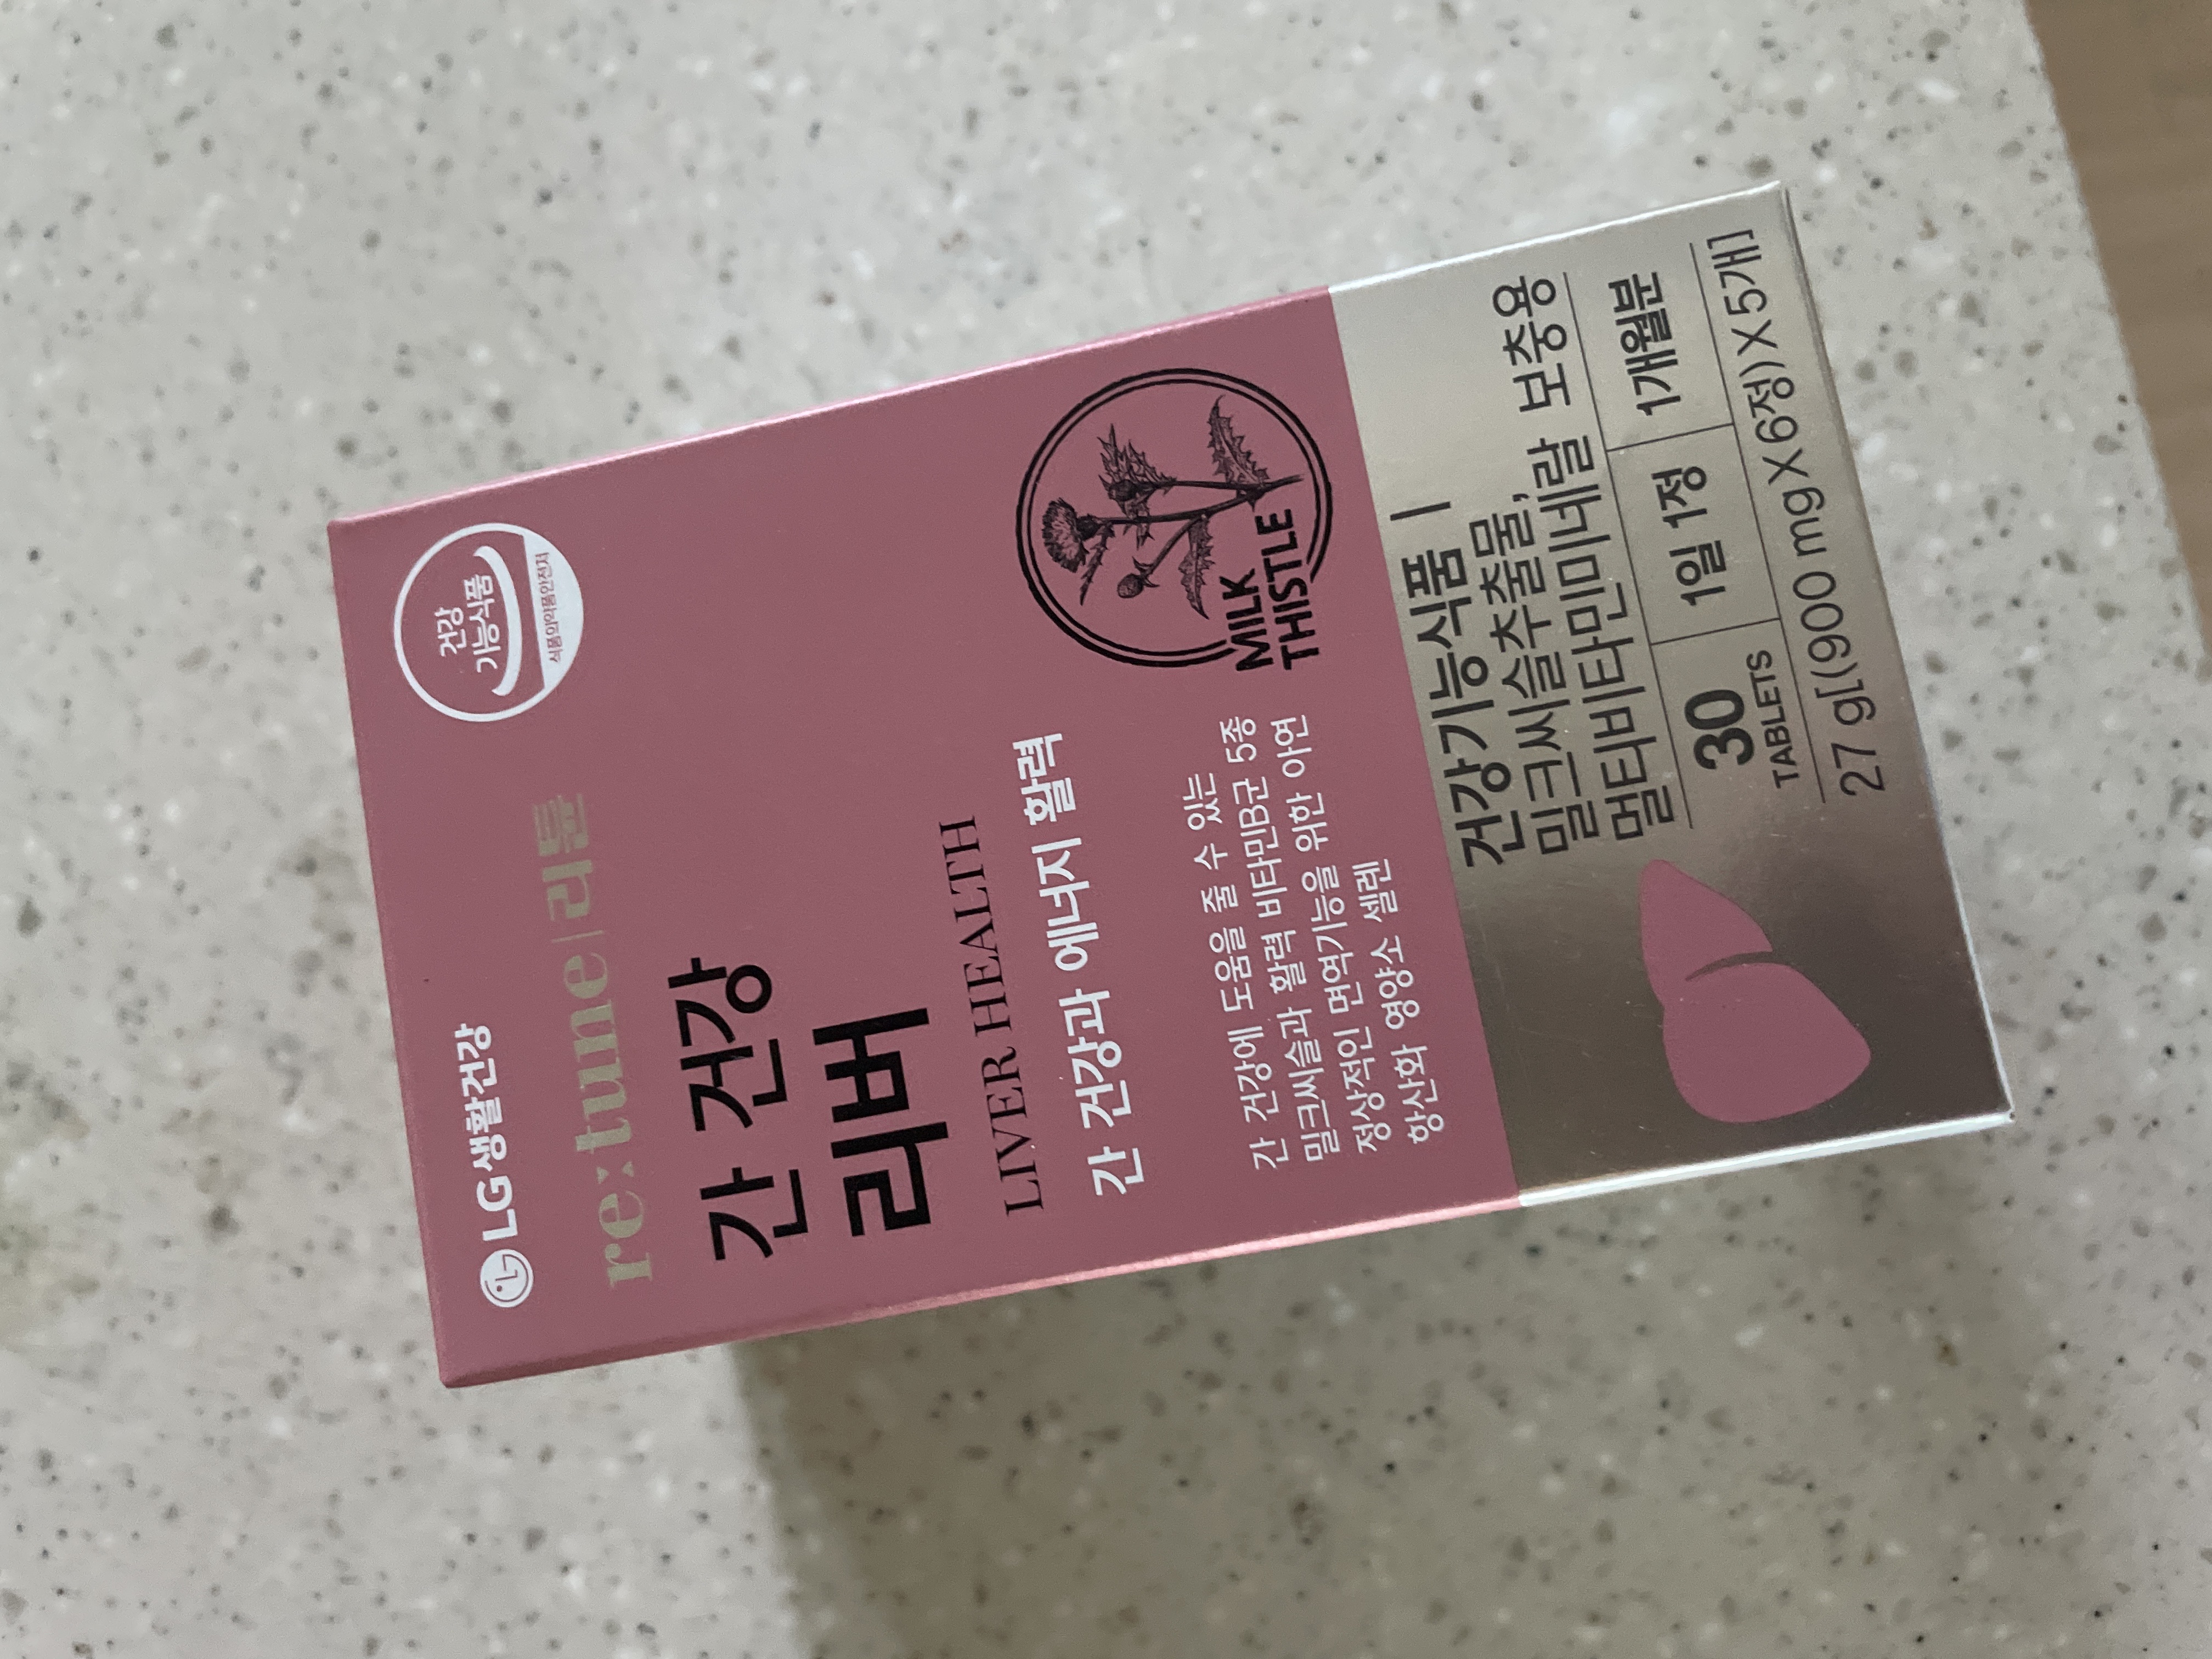 LG생활건강
건강
기능식품
식품의약품안전처
re:tune|리튠
간 건강
리버
LIVER HEALTH
간 건강과 에너지 활력
간 건강에 도움을 줄 수 있는
밀크씨슬과 활력 비타민B군 5종
정상적인 면역기능을 위한 아연
항산화 영양소 셀렌
MILK
THISTLE
건강기능식품 |
밀크씨슬추출물,
멀티비타민미네랄 보충용
30
TABLETS
1일 1정
1개월분
27 g[(900 mg X 6정) X 5개]